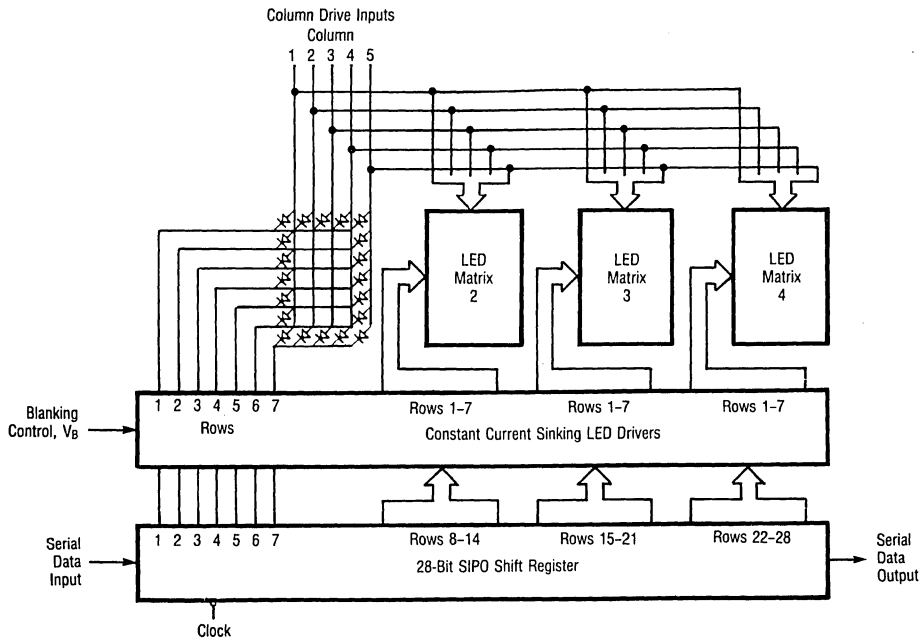 Column Drive Inputs
Column
1 2 3 4 5
LED
Matrix
2
LED
Matrix
3
LED
Matrix
4
1 2 3 4 5 6 7
Rows
Rows 1–7
Rows 1–7
Rows 1–7
Blanking
Control, VB
Constant Current Sinking LED Drivers
1 2 3 4 5 6 7
Rows 8–14
Rows 15–21
Rows 22–28
Serial
Data
Input
28-Bit SIPO Shift Register
Serial
Data
Output
Clock